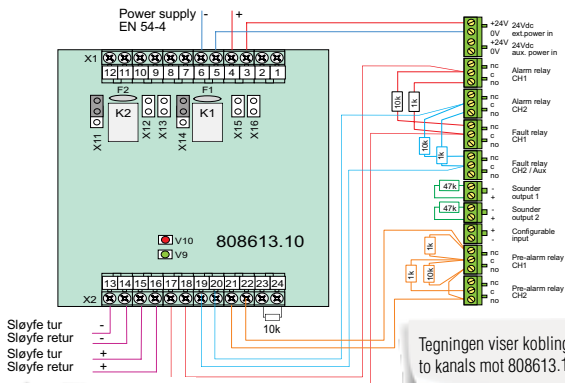 Power supply - +
EN 54-4
X1
12 11 10 9 8 7 6 5 4 3 2 1
F2
F1
K2
K1
X11
X12
X13
X14
X15
X16
V10
V9
808613.10
13 14 15 16 17 18 19 20 21 22 23 24
X2
10k
Sløyfe tur -
Sløyfe retur -
Sløyfe tur +
Sløyfe retur +
+24V 24Vdc
0V ext.power in
+24V 24Vdc
0V aux. power in
nc
c Alarm relay
no CH1
nc
c Alarm relay
no CH2
nc
c Fault relay
no CH1
nc
c Fault relay
no CH2 / Aux
- Sounder
+ output 1
- Sounder
+ output 2
+ Configurable
- input
nc
c Pre-alarm relay
no CH1
nc
c Pre-alarm relay
no CH2
10k
1k
10k
1k
47k
47k
1k
1k
10k
Tegningen viser kobling
to kanals mot 808613.1